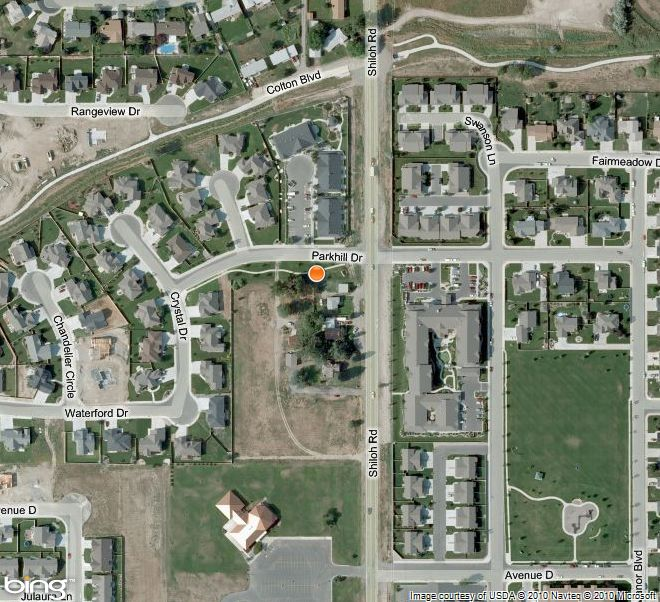 Shiloh Rd
Colton Blvd
Rangeview Dr
Swanson Ln
Fairmeadow D
Parkhill Dr
Crystal Dr
Chandelier Circle
Waterford Dr
Shiloh Rd
venue D
Avenue D
bing
Image courtesy of USDA © 2010 Navteq © 2010 Microsoft